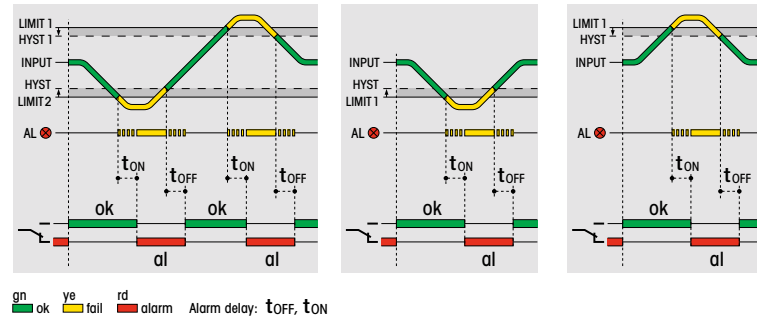 LIMIT 1
HYST 1
INPUT
HYST
LIMIT2
AL
tON
tOFF
tON
tOFF
ok
ok
al
al
INPUT
HYST
LIMIT 1
AL
tON
tOFF
ok
al
LIMIT 1
HYST
INPUT
AL
tON
tOFF
ok
al
gn ye rd
ok fail alarm Alarm delay: tOFF, tON